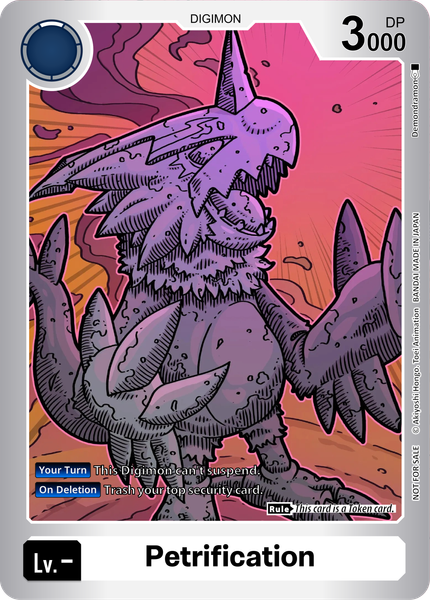 DIGIMON
3000
DP
Demondramon
Your Turn This Digimon can't suspend.
On Deletion Trash your top security card.
Rule This card is a Token card.
© Akiyoshi Hongo, Toei Animation BANDAI MADE IN JAPAN
NOT FOR SALE
Lv.-
Petrification